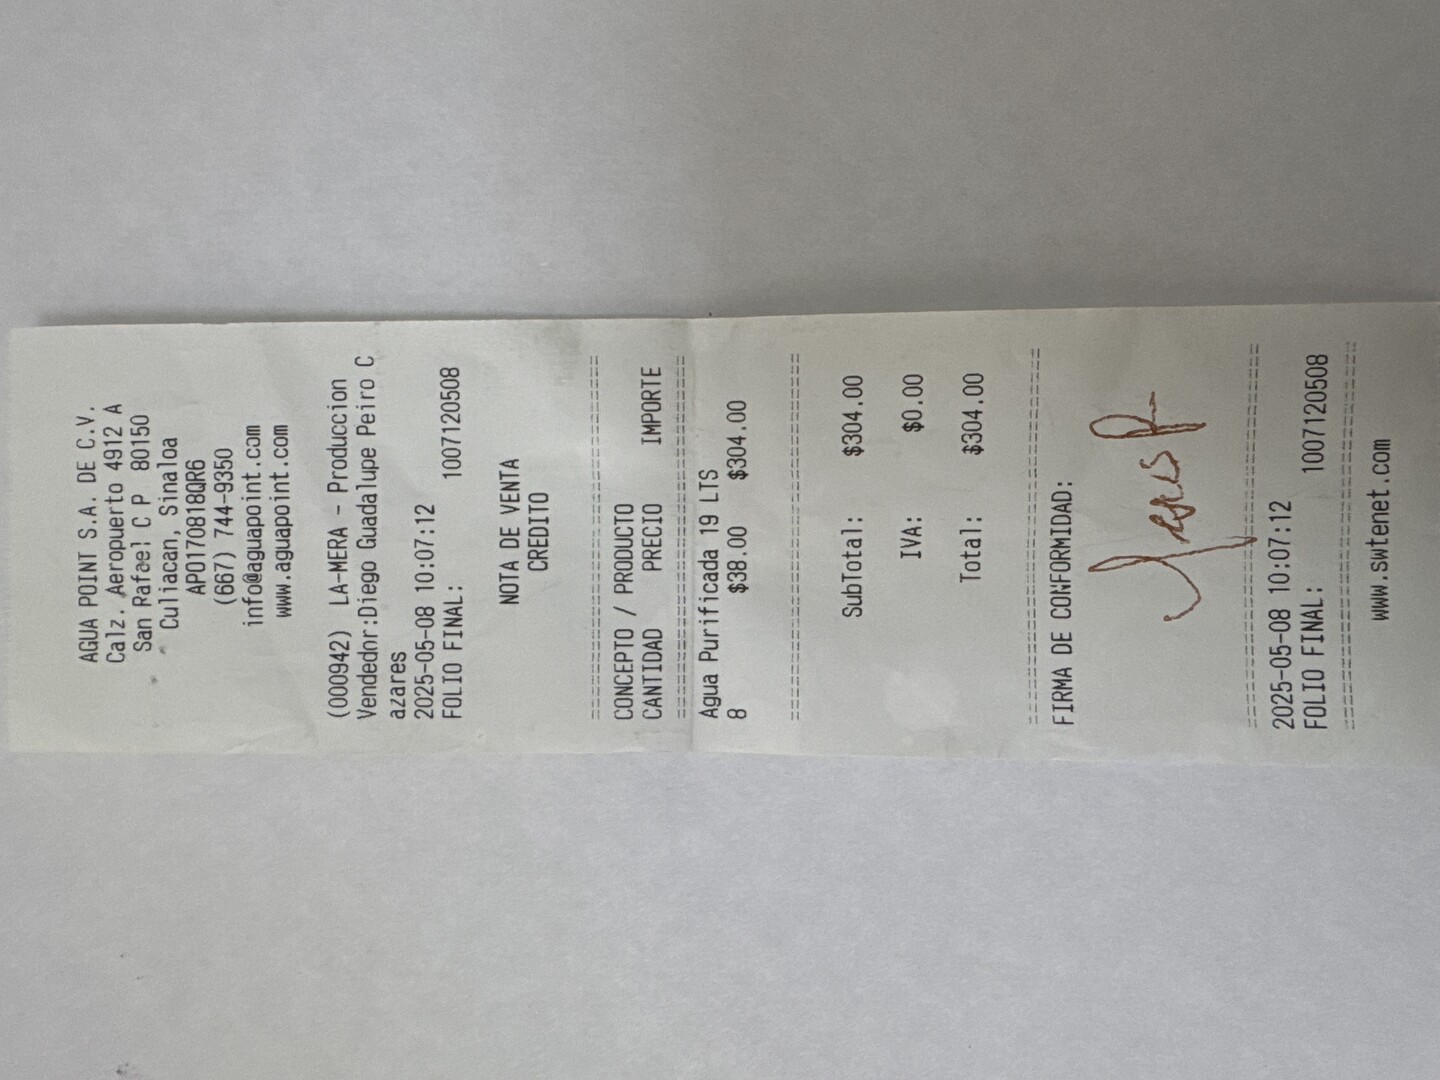 AGUA POINT S.A. DE C.V.
Calz. Aeropuerto 4912 A
San Rafael C P 80150
Culiacan, Sinaloa
APO170818QR6
(667) 744-9350
info@aguapoint.com
www.aguapoint.com
(000942) LA-MERA - Produccion
Vendednr:Diego Guadalupe Peiro C
azares
2025-05-08 10:07:12
FOLIO FINAL: 1007120508
NOTA DE VENTA
CREDITO
================================
CONCEPTO / PRODUCTO
CANTIDAD PRECIO IMPORTE
================================
Agua Purificada 19 LTS
8 $38.00 $304.00
================================
SubTotal: $304.00
IVA: $0.00
Total: $304.00
================================
FIRMA DE CONFORMIDAD:
================================
2025-05-08 10:07:12
FOLIO FINAL: 1007120508
================================
www.swtenet.com